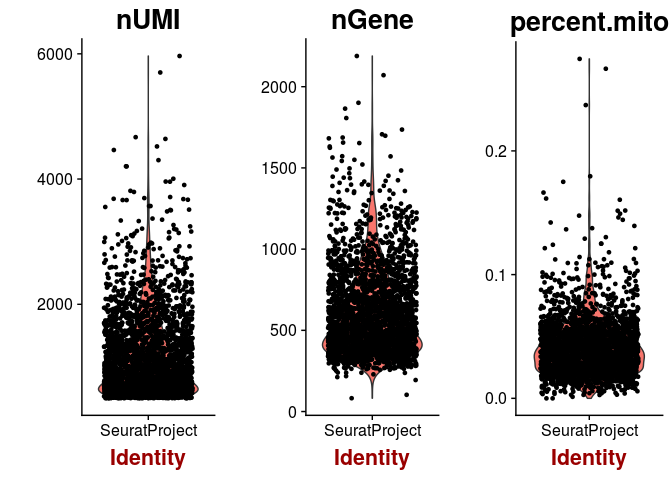 nUMI
6000
4000
2000
SeuratProject
Identity
nGene
2000
1500
1000
500
0
SeuratProject
Identity
percent.mito
0.2
0.1
0.0
SeuratProject
Identity